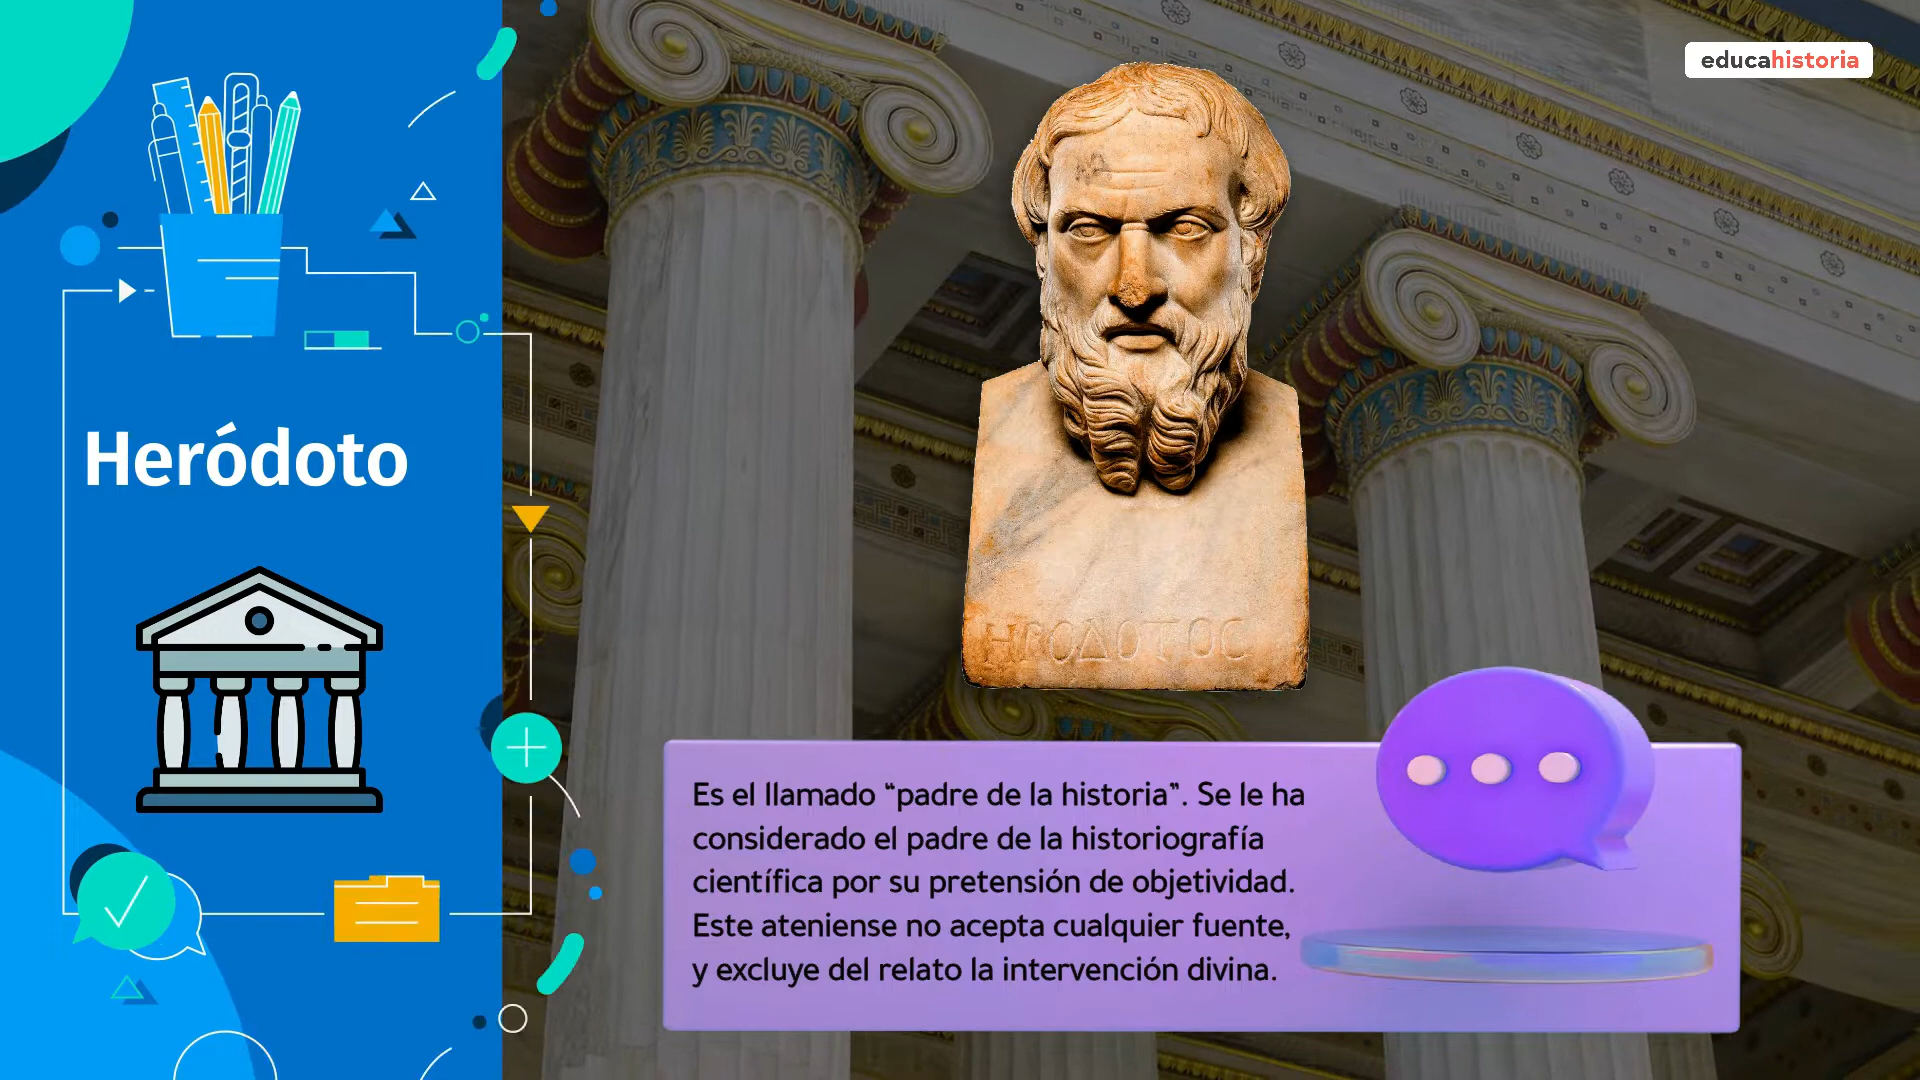 educahistoria
Heródoto
ΗΡΟΔΟΤΟC
Es el llamado “padre de la historia”. Se le ha
considerado el padre de la historiografía
científica por su pretensión de objetividad.
Este ateniense no acepta cualquier fuente,
y excluye del relato la intervención divina.